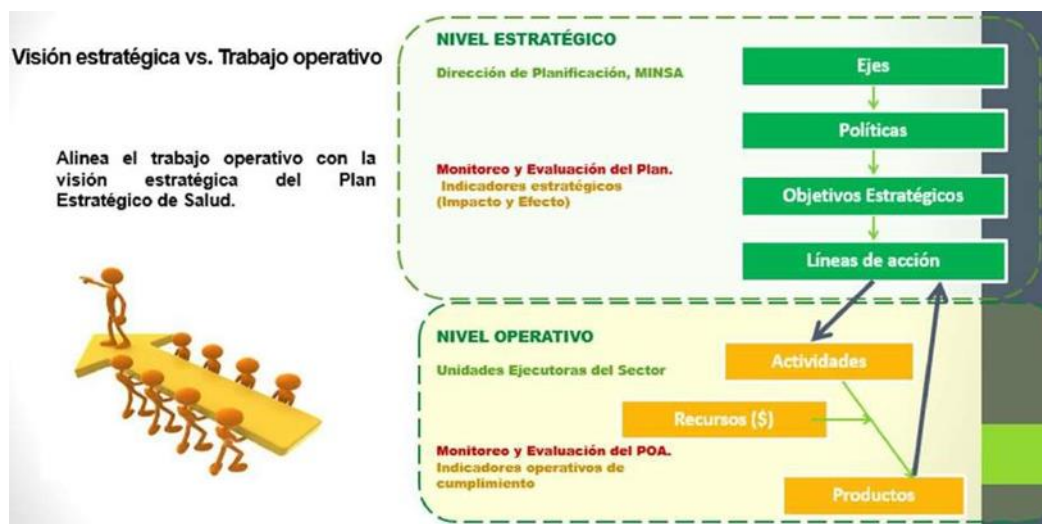 Visión estratégica vs. Trabajo operativo
Alinea el trabajo operativo con la
visión estratégica del Plan
Estratégico de Salud.
NIVEL ESTRATÉGICO
Dirección de Planificación, MINSA
Monitoreo y Evaluación del Plan.
Indicadores estratégicos
(Impacto y Efecto)
Ejes
Políticas
Objetivos Estratégicos
Líneas de acción
NIVEL OPERATIVO
Unidades Ejecutoras del Sector
Monitoreo y Evaluación del POA.
Indicadores operativos de
cumplimiento
Actividades
Recursos ($)
Productos